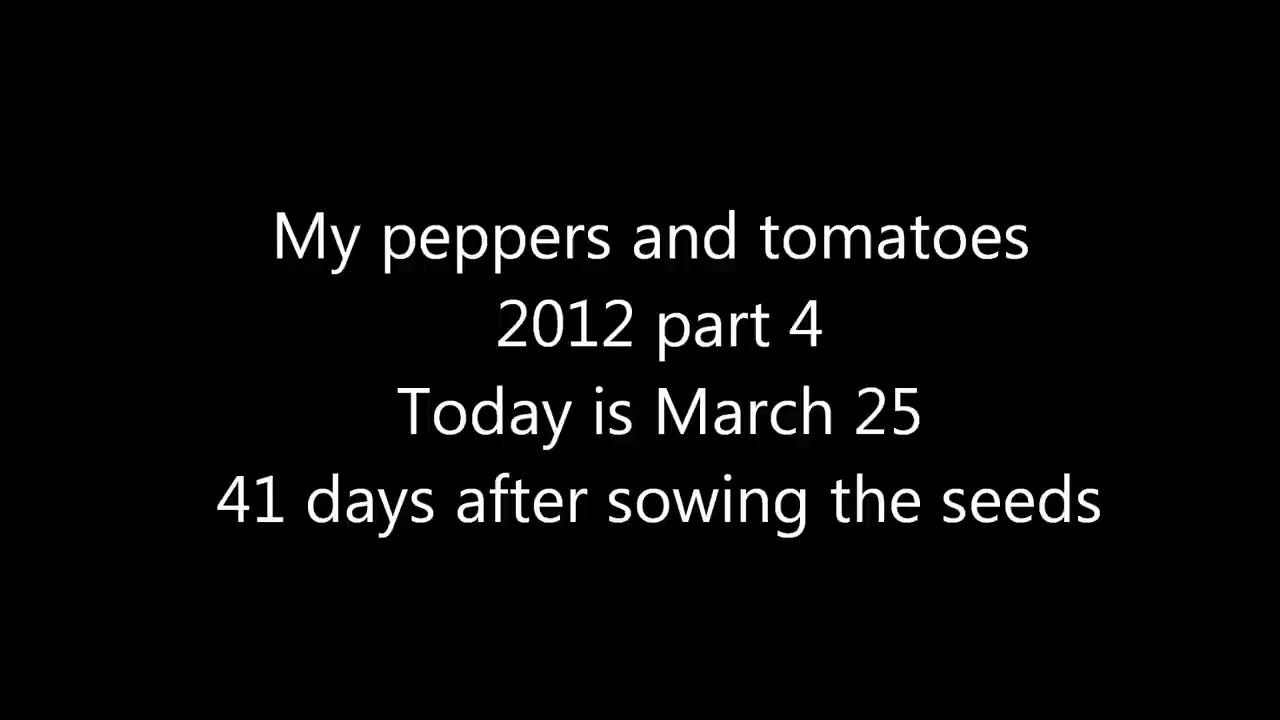 My peppers and tomatoes
2012 part 4
Today is March 25
41 days after sowing the seeds